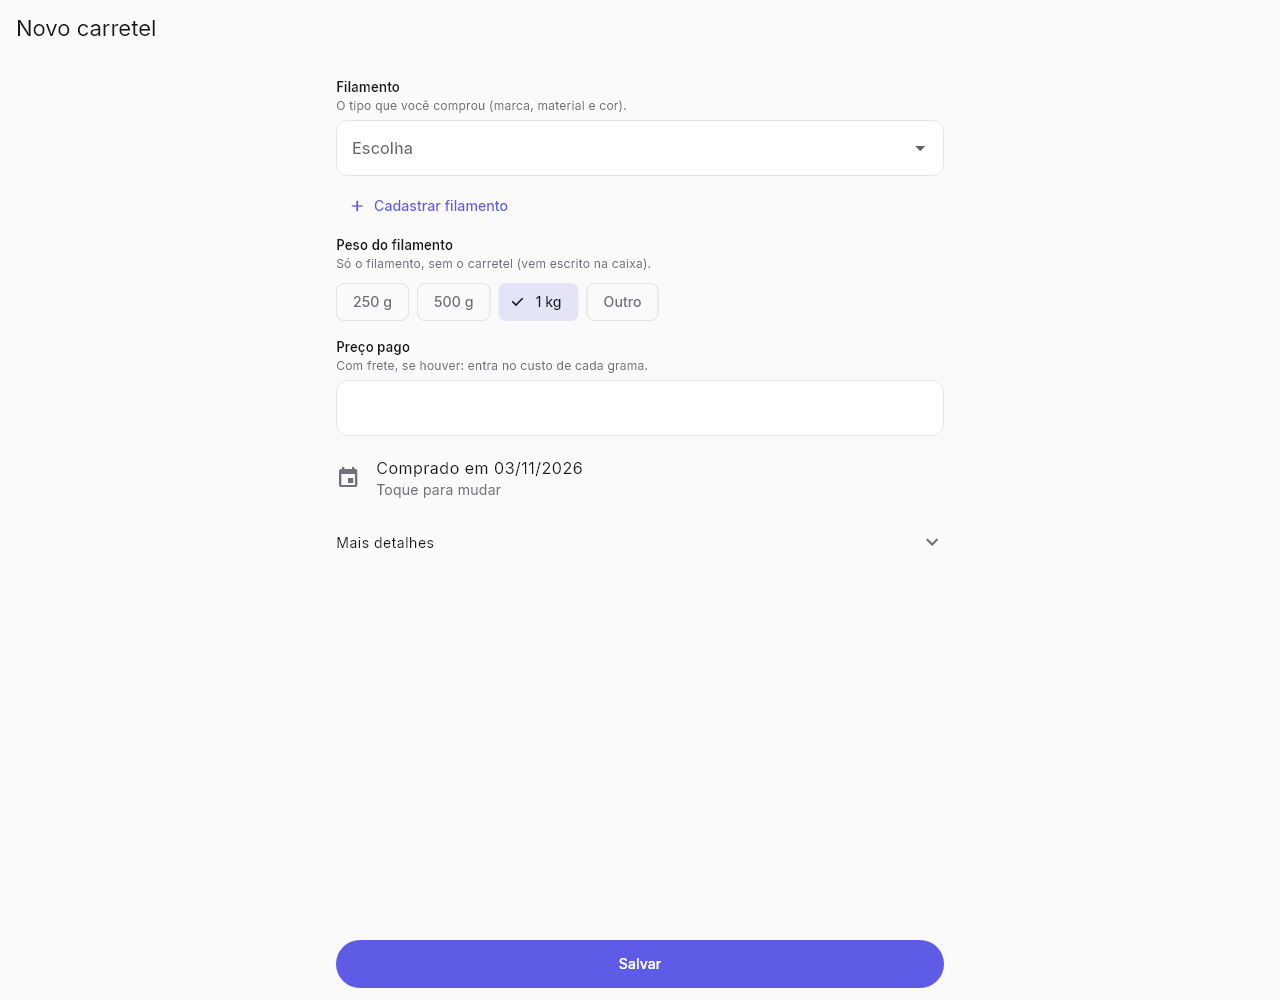 Novo carretel
Filamento
O tipo que você comprou (marca, material e cor).
Escolha
Cadastrar filamento
Peso do filamento
Só o filamento, sem o carretel (vem escrito na caixa).
250 g
500 g
1 kg
Outro
Preço pago
Com frete, se houver: entra no custo de cada grama.
Comprado em 03/11/2026
Toque para mudar
Mais detalhes
Salvar